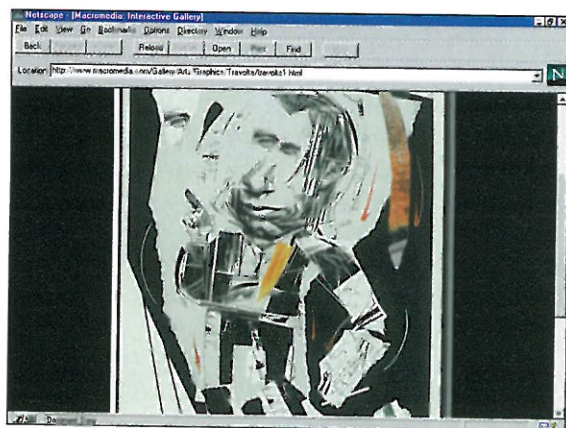 Netscape - [Macromedia: Interactive Gallery]
File Edit View Go Bookmarks Options Directory Window Help
Back Reload Open Print Find
Location: http://www.macromedia.com/Gallery/Arts/Graphics/Travolta/travolta1.html
N